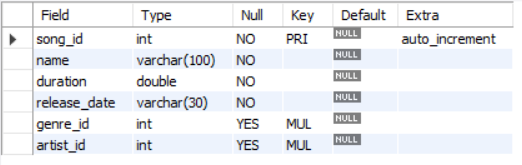 Field Type Null Key Default Extra
song_id int NO PRI NULL auto_increment
name varchar(100) NO NULL
duration double NO NULL
release_date varchar(30) NO NULL
genre_id int YES MUL NULL
artist_id int YES MUL NULL